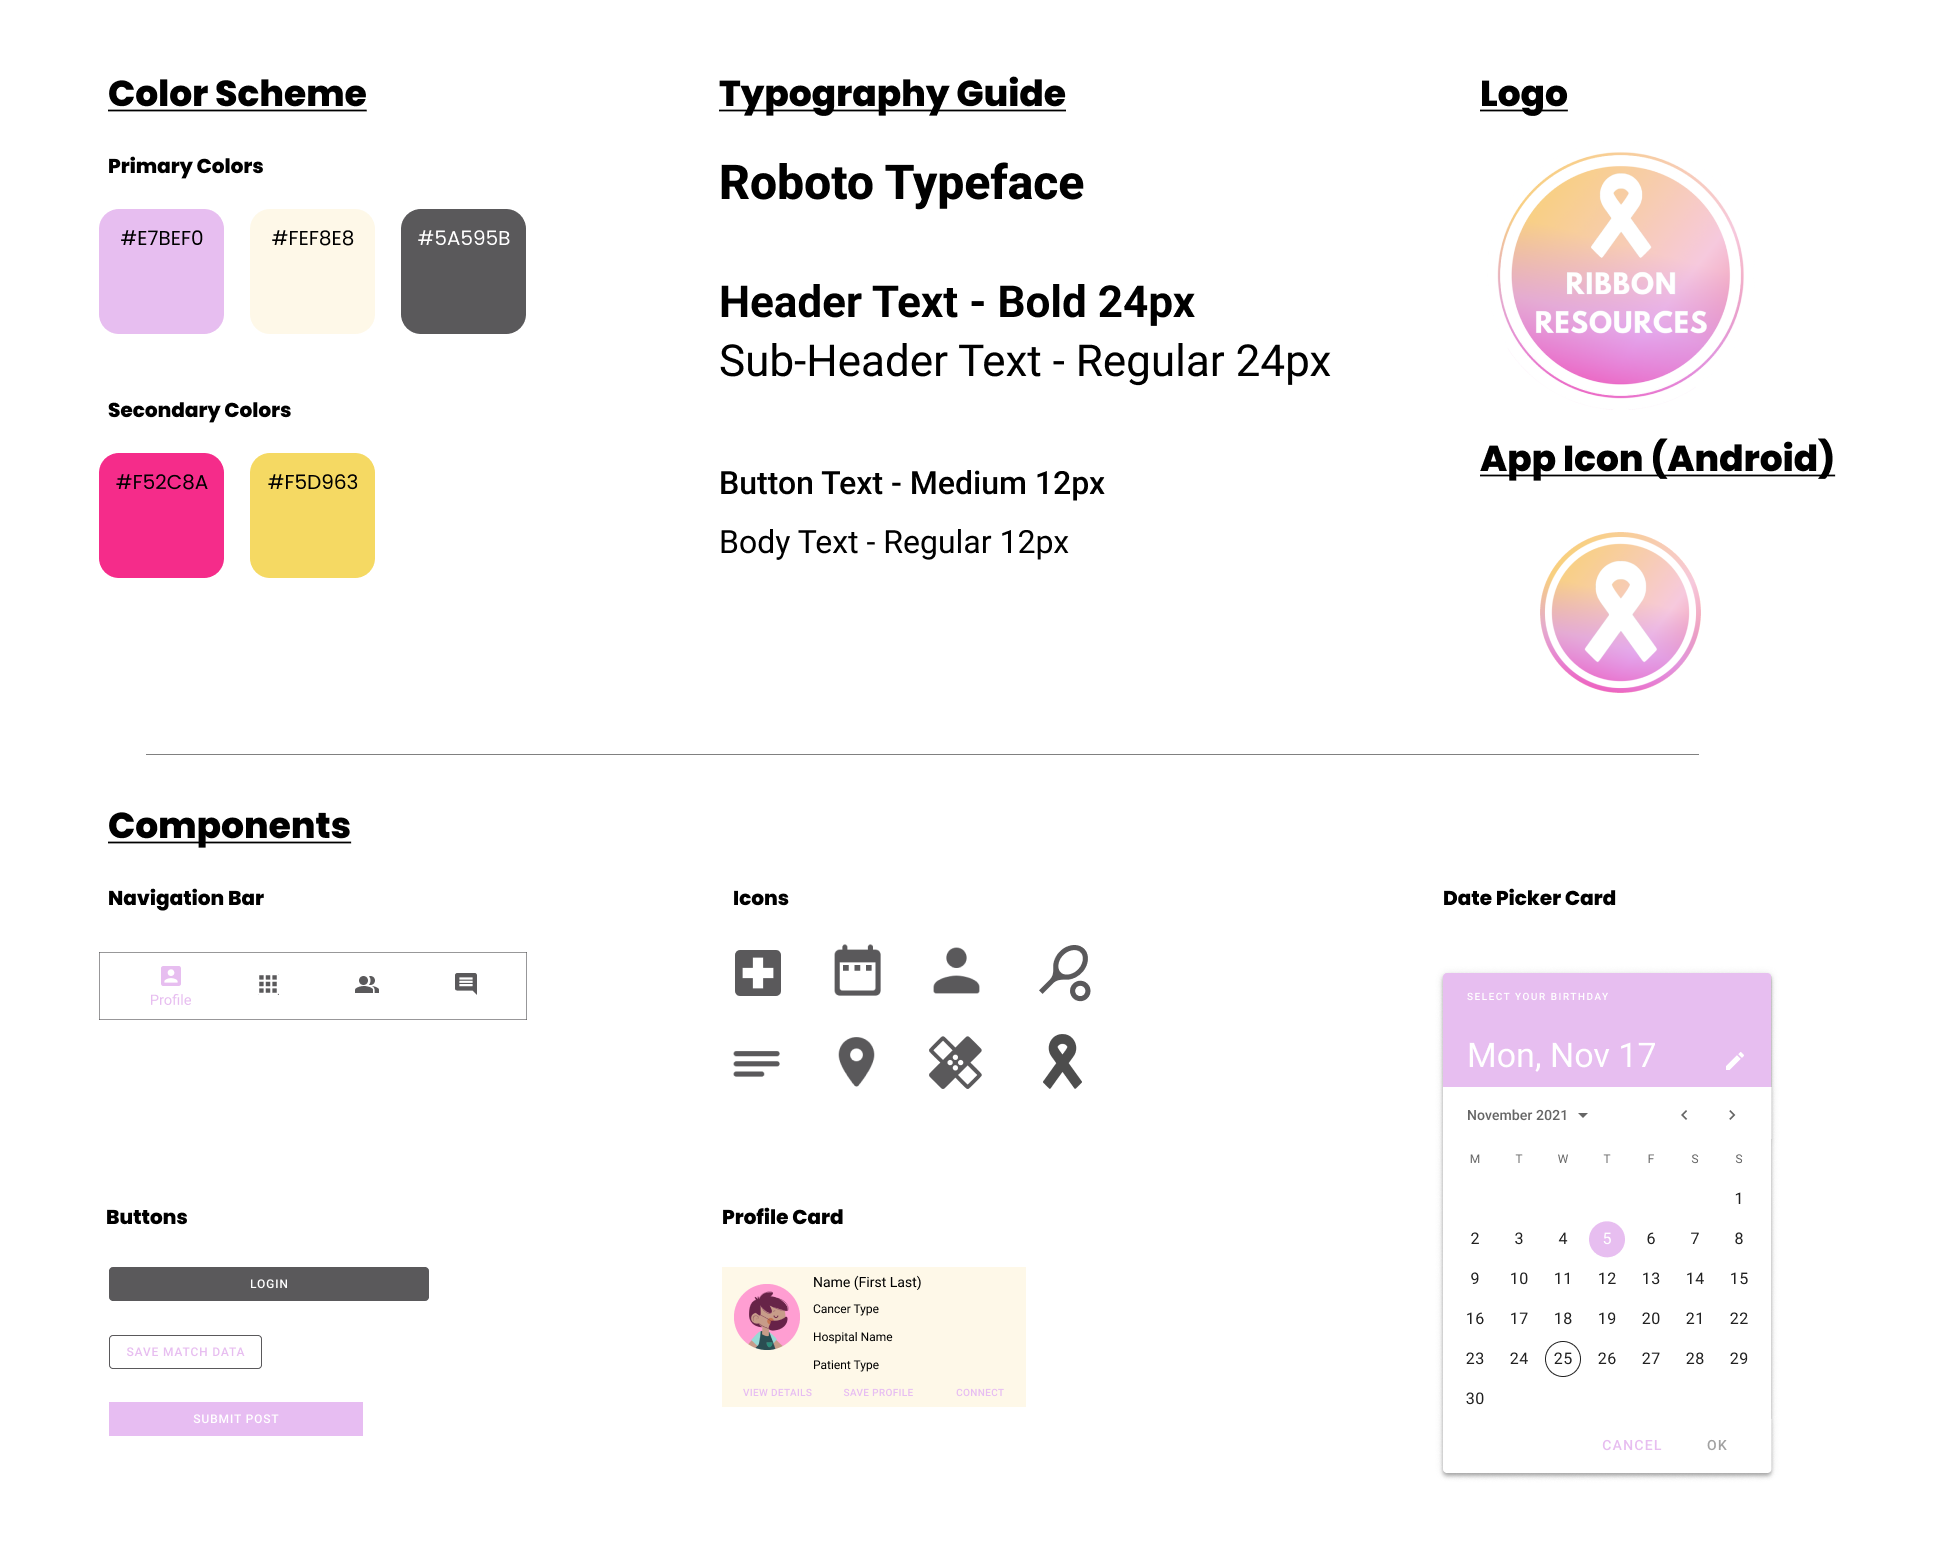 Color Scheme
Primary Colors
#E7BEF0 #FEF8E8 #5A595B
Secondary Colors
#F52C8A #F5D963
Typography Guide
Roboto Typeface
Header Text - Bold 24px
Sub-Header Text - Regular 24px
Button Text - Medium 12px
Body Text - Regular 12px
Logo
RIBBON
RESOURCES
App Icon (Android)
Components
Navigation Bar
Profile
Icons
Buttons
LOGIN
SAVE MATCH DATA
SUBMIT POST
Profile Card
Name (First Last)
Cancer Type
Hospital Name
Patient Type
VIEW DETAILS SAVE PROFILE CONNECT
Date Picker Card
SELECT YOUR BIRTHDAY
Mon, Nov 17
November 2021
M T W T F S S
1
2 3 4 5 6 7 8
9 10 11 12 13 14 15
16 17 18 19 20 21 22
23 24 25 26 27 28 29
30
CANCEL OK